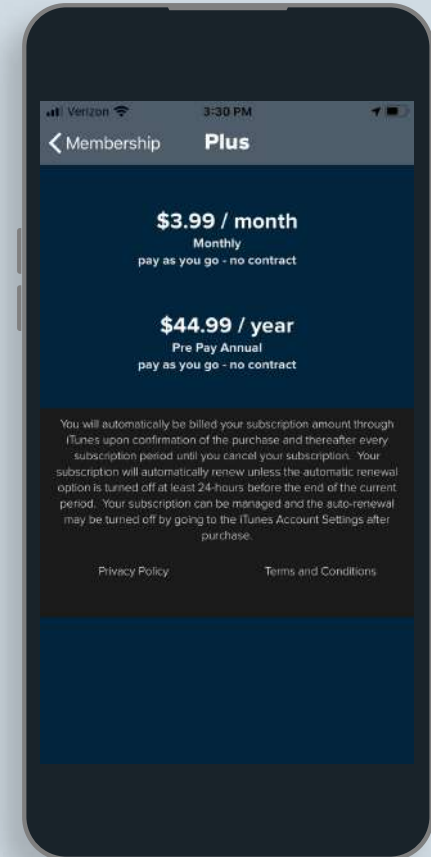 Verizon 3:30 PM
Membership Plus
$3.99 / month
Monthly
pay as you go - no contract
$44.99 / year
Pre Pay Annual
pay as you go - no contract
You will automatically be billed your subscription amount through
iTunes upon confirmation of the purchase and thereafter every
subscription period until you cancel your subscription. Your
subscription will automatically renew unless the automatic renewal
option is turned off at least 24-hours before the end of the current
period. Your subscription can be managed and the auto-renewal
may be turned off by going to the iTunes Account Settings after
purchase.
Privacy Policy Terms and Conditions